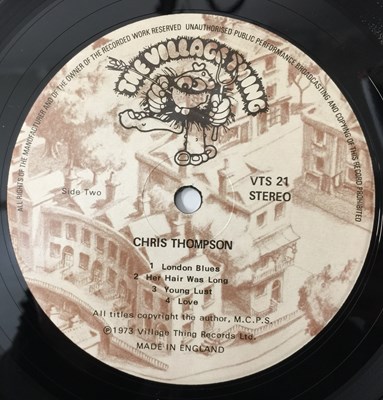 ALL RIGHTS OF THE MANUFACTURER AND OF THE OWNER OF THE RECORDED WORK RESERVED UNAUTHORISED PUBLIC PERFORMANCE BROADCASTING AND COPYING OF THIS RECORD PROHIBITED
THE VILLAGE THING
Side Two
VTS 21
STEREO
CHRIS THOMPSON
1 London Blues
2 Her Hair Was Long
3 Young Lust
4 Love
All titles copyright the author, M.C.P.S.
℗1973 Village Thing Records Ltd.
MADE IN ENGLAND